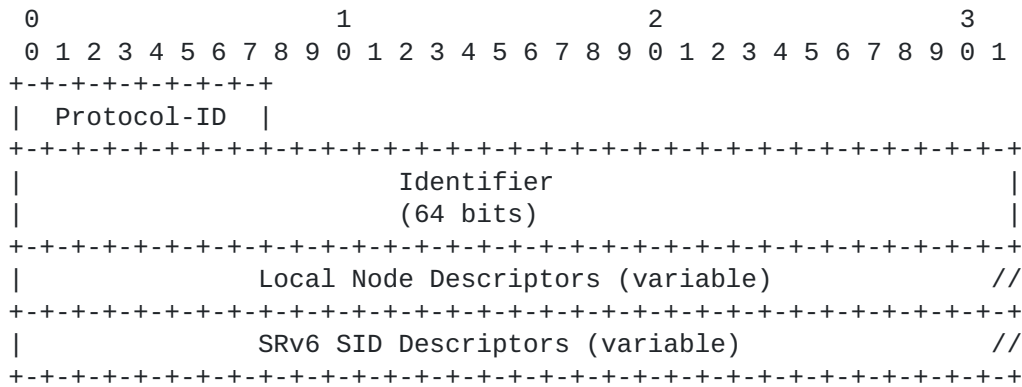 0                   1                   2                   3
 0 1 2 3 4 5 6 7 8 9 0 1 2 3 4 5 6 7 8 9 0 1 2 3 4 5 6 7 8 9 0 1
+-+-+-+-+-+-+-+-+
|  Protocol-ID  |
+-+-+-+-+-+-+-+-+-+-+-+-+-+-+-+-+-+-+-+-+-+-+-+-+-+-+-+-+-+-+-+-+
|                        Identifier                             |
|                        (64 bits)                              |
+-+-+-+-+-+-+-+-+-+-+-+-+-+-+-+-+-+-+-+-+-+-+-+-+-+-+-+-+-+-+-+-+
|               Local Node Descriptors (variable)              //
+-+-+-+-+-+-+-+-+-+-+-+-+-+-+-+-+-+-+-+-+-+-+-+-+-+-+-+-+-+-+-+-+
|               SRv6 SID Descriptors (variable)                //
+-+-+-+-+-+-+-+-+-+-+-+-+-+-+-+-+-+-+-+-+-+-+-+-+-+-+-+-+-+-+-+-+